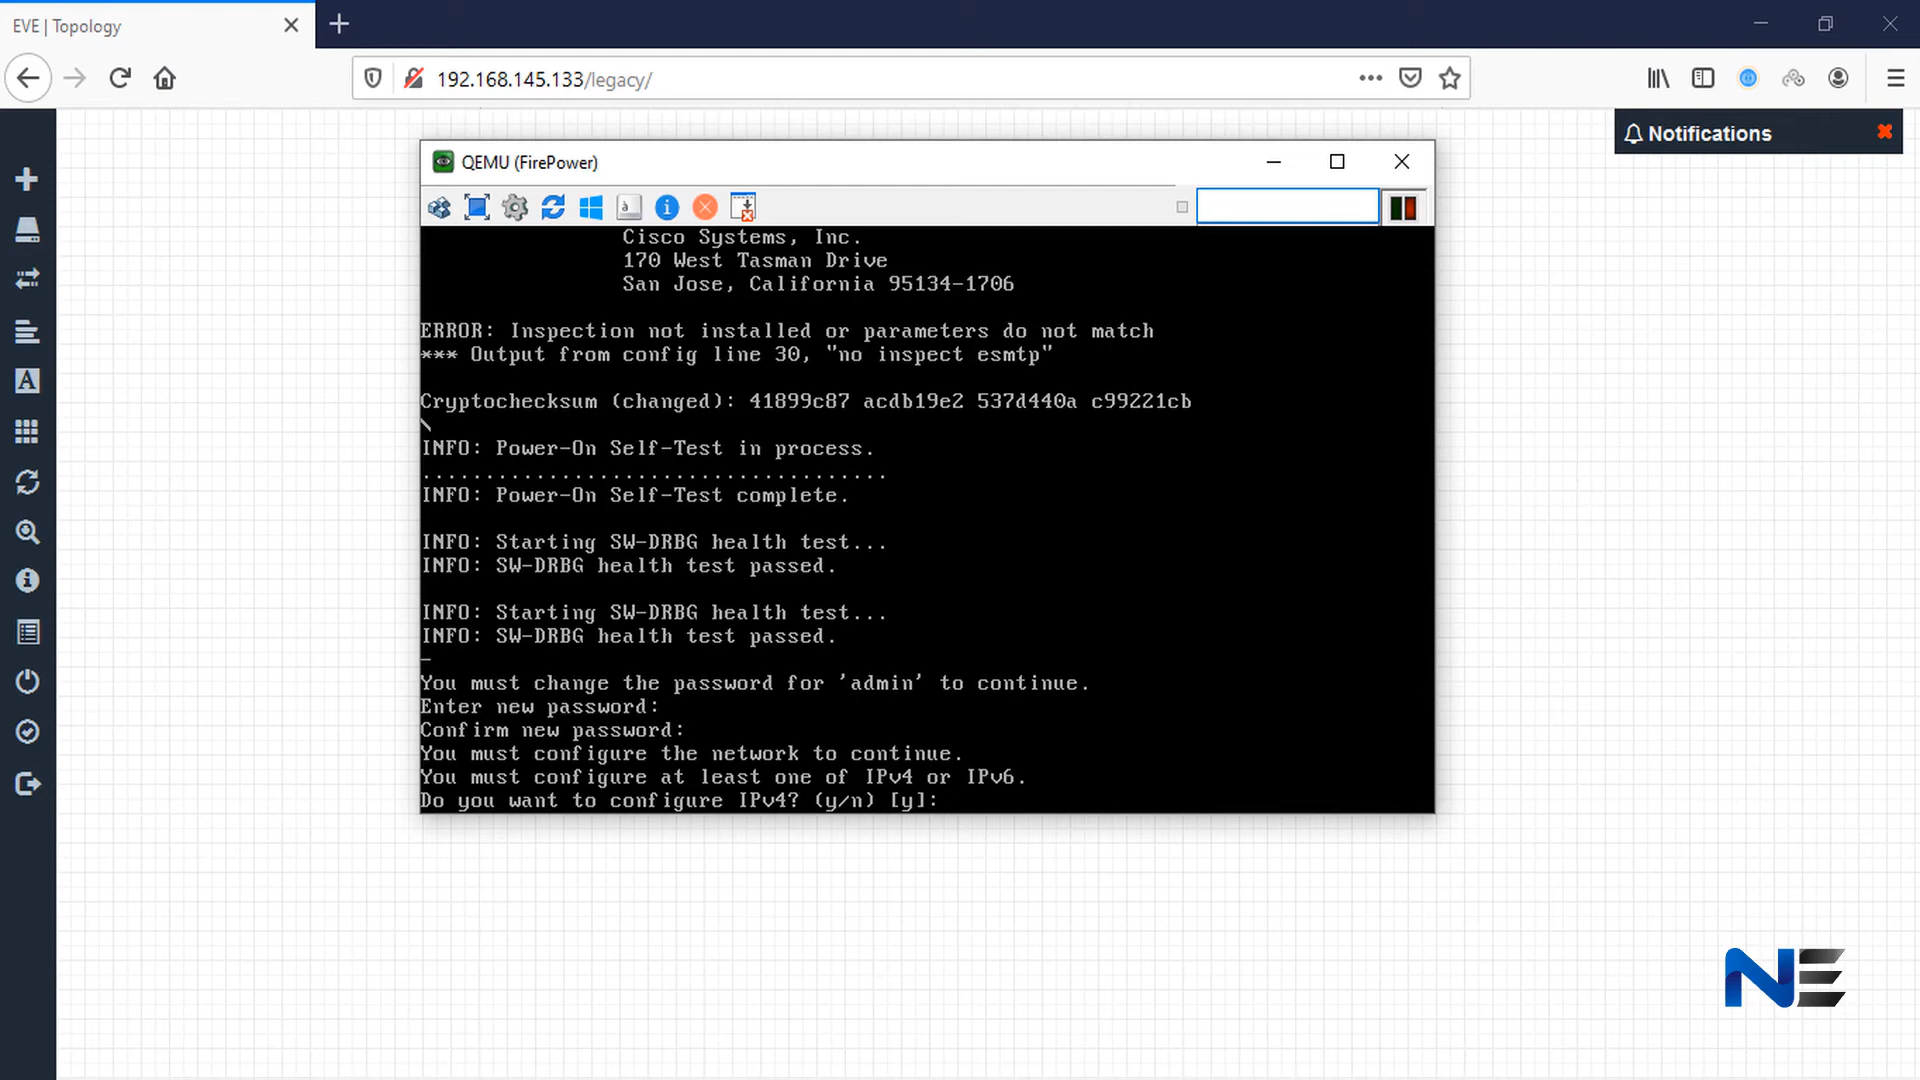 EVE | Topology
192.168.145.133/legacy/
Notifications
QEMU (FirePower)
Cisco Systems, Inc.
170 West Tasman Drive
San Jose, California 95134-1706
ERROR: Inspection not installed or parameters do not match
*** Output from config line 30, "no inspect esmtp"
Cryptochecksum (changed): 41899c87 acdb19e2 537d440a c99221cb
\
INFO: Power-On Self-Test in process.
.....................................
INFO: Power-On Self-Test complete.
INFO: Starting SW-DRBG health test...
INFO: SW-DRBG health test passed.
INFO: Starting SW-DRBG health test...
INFO: SW-DRBG health test passed.
_
You must change the password for 'admin' to continue.
Enter new password:
Confirm new password:
You must configure the network to continue.
You must configure at least one of IPv4 or IPv6.
Do you want to configure IPv4? (y/n) [y]:
NE